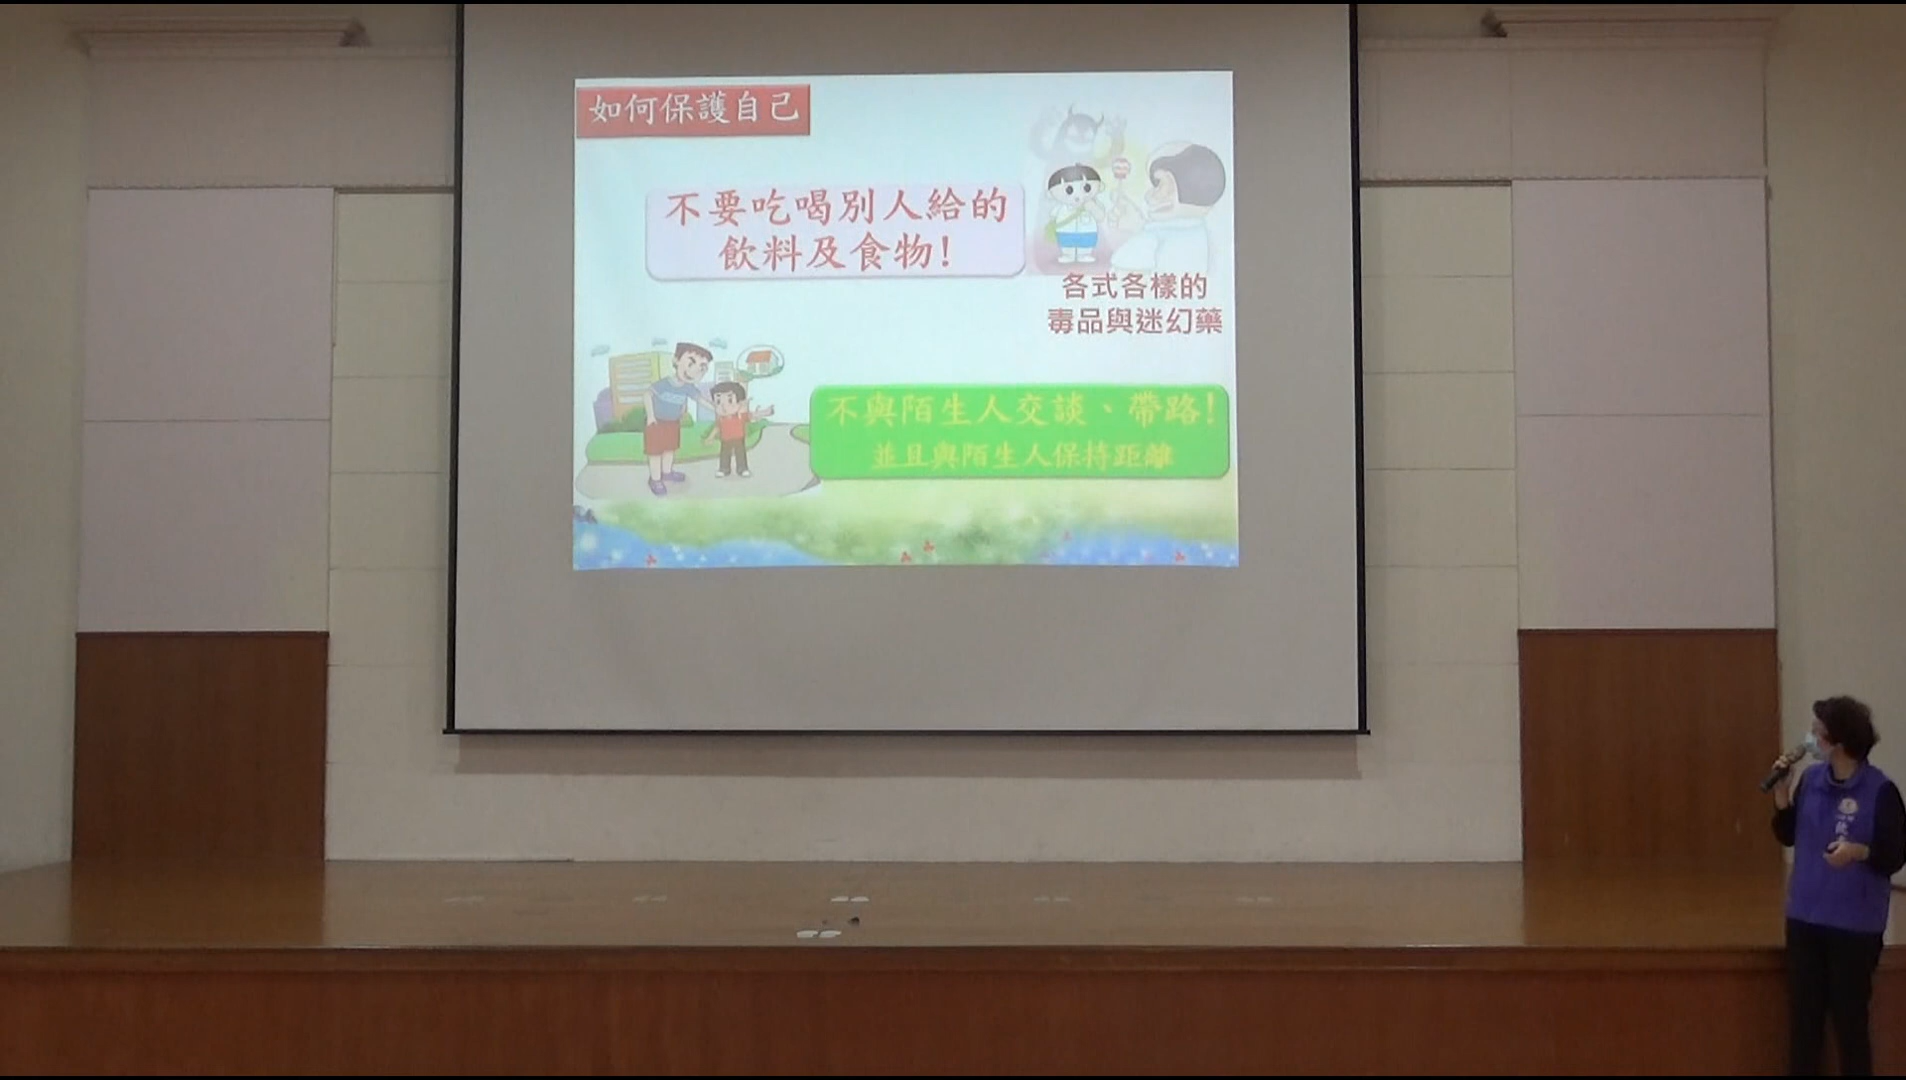 如何保護自己
不要吃喝別人給的
飲料及食物!
各式各樣的
毒品與迷幻藥
不與陌生人交談、帶路!
並且與陌生人保持距離